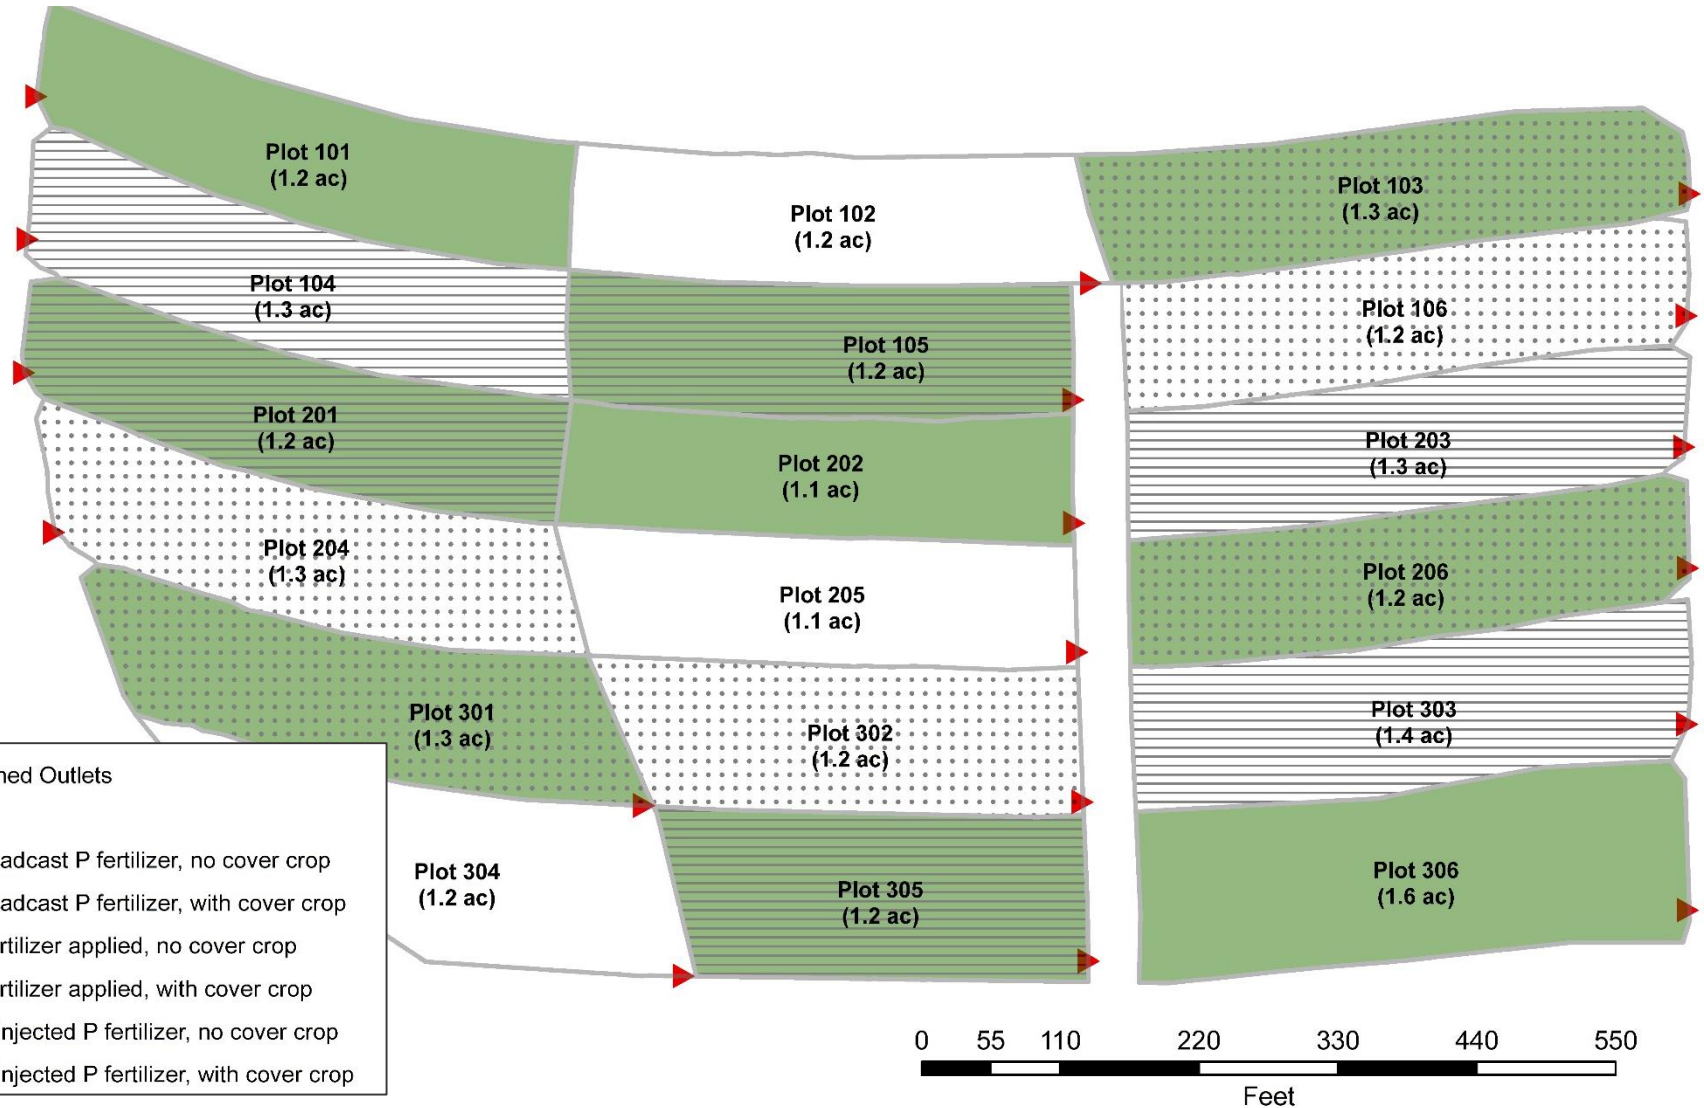 Plot 101
(1.2 ac)
Plot 102
(1.2 ac)
Plot 103
(1.3 ac)
Plot 104
(1.3 ac)
Plot 105
(1.2 ac)
Plot 106
(1.2 ac)
Plot 201
(1.2 ac)
Plot 202
(1.1 ac)
Plot 203
(1.3 ac)
Plot 204
(1.3 ac)
Plot 205
(1.1 ac)
Plot 206
(1.2 ac)
Plot 301
(1.3 ac)
Plot 302
(1.2 ac)
Plot 303
(1.4 ac)
Plot 304
(1.2 ac)
Plot 305
(1.2 ac)
Plot 306
(1.6 ac)
ned Outlets
adcast P fertilizer, no cover crop
adcast P fertilizer, with cover crop
rtilizer applied, no cover crop
rtilizer applied, with cover crop
njected P fertilizer, no cover crop
njected P fertilizer, with cover crop
0 55 110 220 330 440 550
Feet